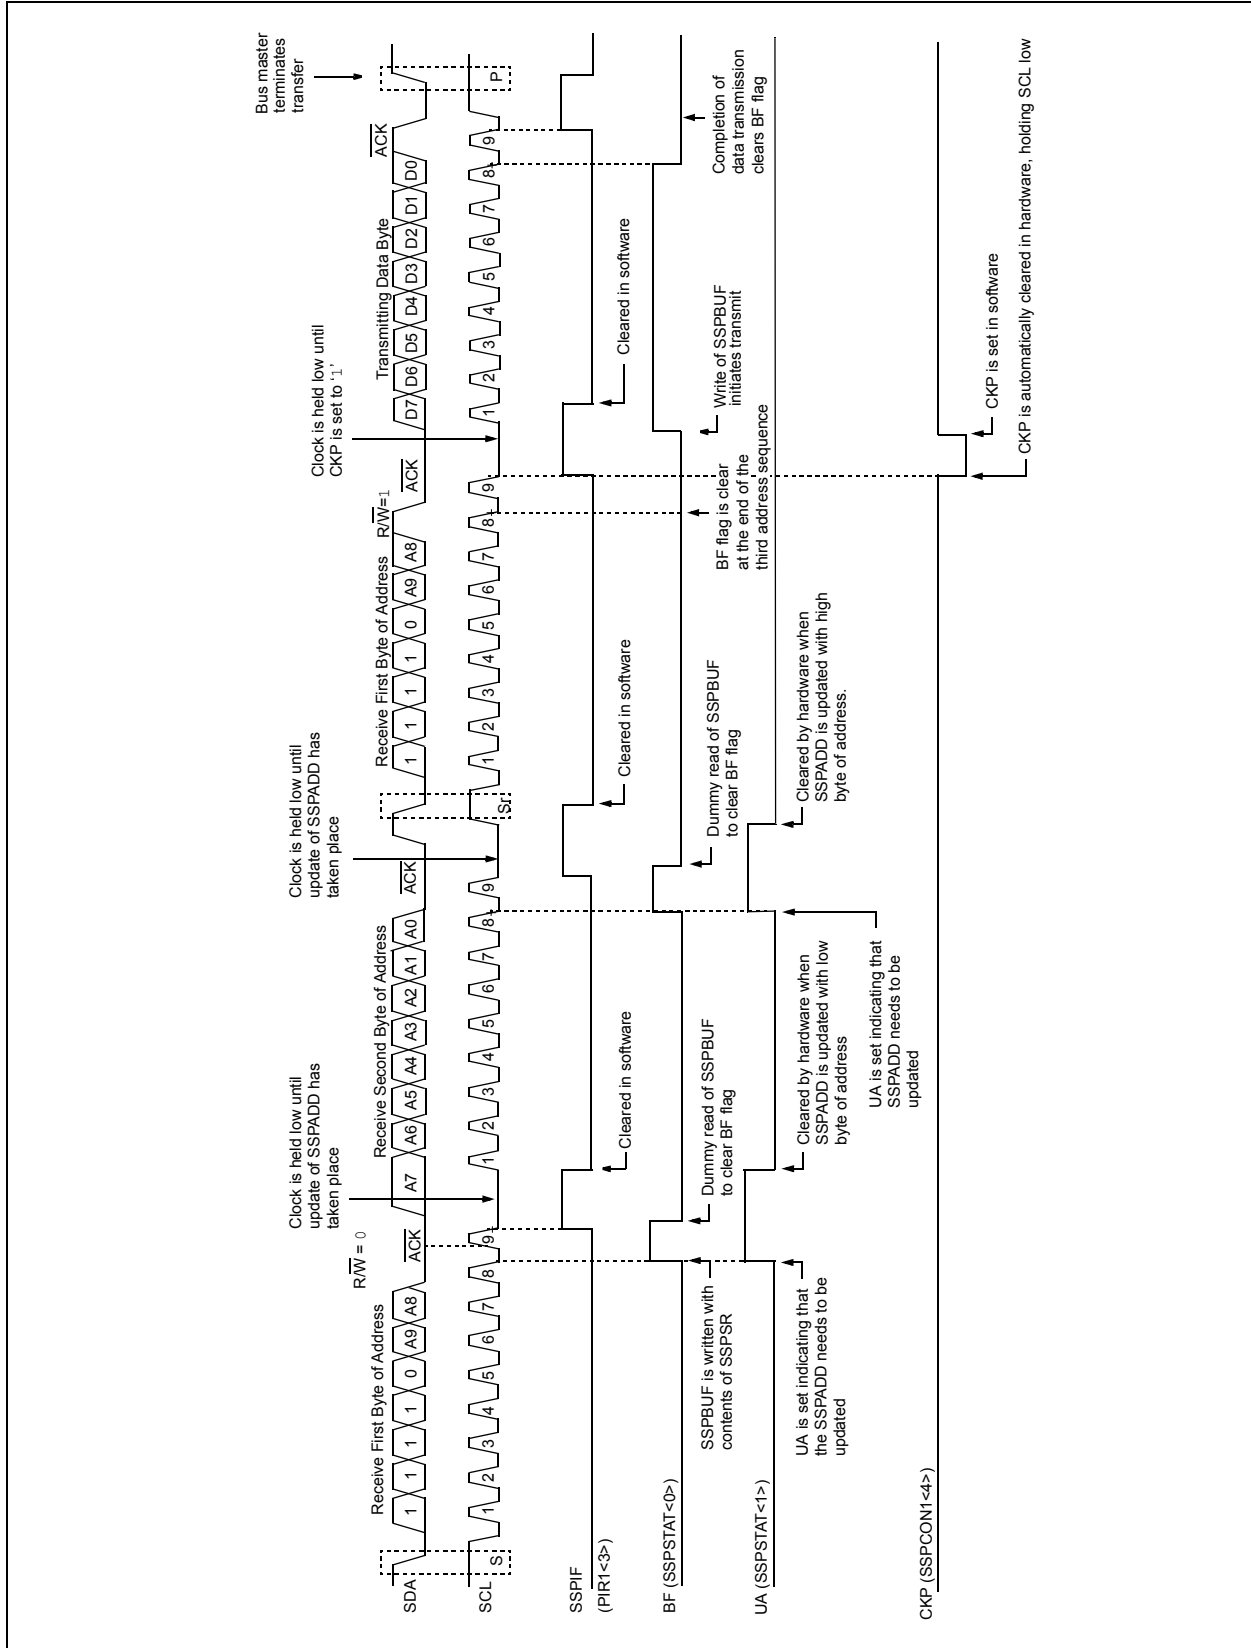 Bus master
terminates
transfer
Clock is held low until
update of SSPADD has
taken place
Clock is held low until
update of SSPADD has
taken place
Clock is held low until
CKP is set to ‘1’
R/W = 0
R/W=1
Receive First Byte of Address
ACK
Receive Second Byte of Address
ACK
Receive First Byte of Address
ACK
Transmitting Data Byte
ACK
SDA
1 1 1 1 0 A9 A8 A7 A6 A5 A4 A3 A2 A1 A0 1 1 1 1 0 A9 A8 D7 D6 D5 D4 D3 D2 D1 D0
SCL
S 1 2 3 4 5 6 7 8 9 1 2 3 4 5 6 7 8 9 Sr 1 2 3 4 5 6 7 8 9 1 2 3 4 5 6 7 8 9 P
SSPIF
(PIR1<3>)
Cleared in software
Cleared in software
Cleared in software
BF (SSPSTAT<0>)
SSPBUF is written with
contents of SSPSR
Dummy read of SSPBUF
to clear BF flag
Dummy read of SSPBUF
to clear BF flag
BF flag is clear
at the end of the
third address sequence
Write of SSPBUF
initiates transmit
Completion of
data transmission
clears BF flag
UA (SSPSTAT<1>)
UA is set indicating that
the SSPADD needs to be
updated
Cleared by hardware when
SSPADD is updated with low
byte of address
UA is set indicating that
SSPADD needs to be
updated
Cleared by hardware when
SSPADD is updated with high
byte of address.
CKP (SSPCON1<4>)
CKP is set in software
CKP is automatically cleared in hardware, holding SCL low